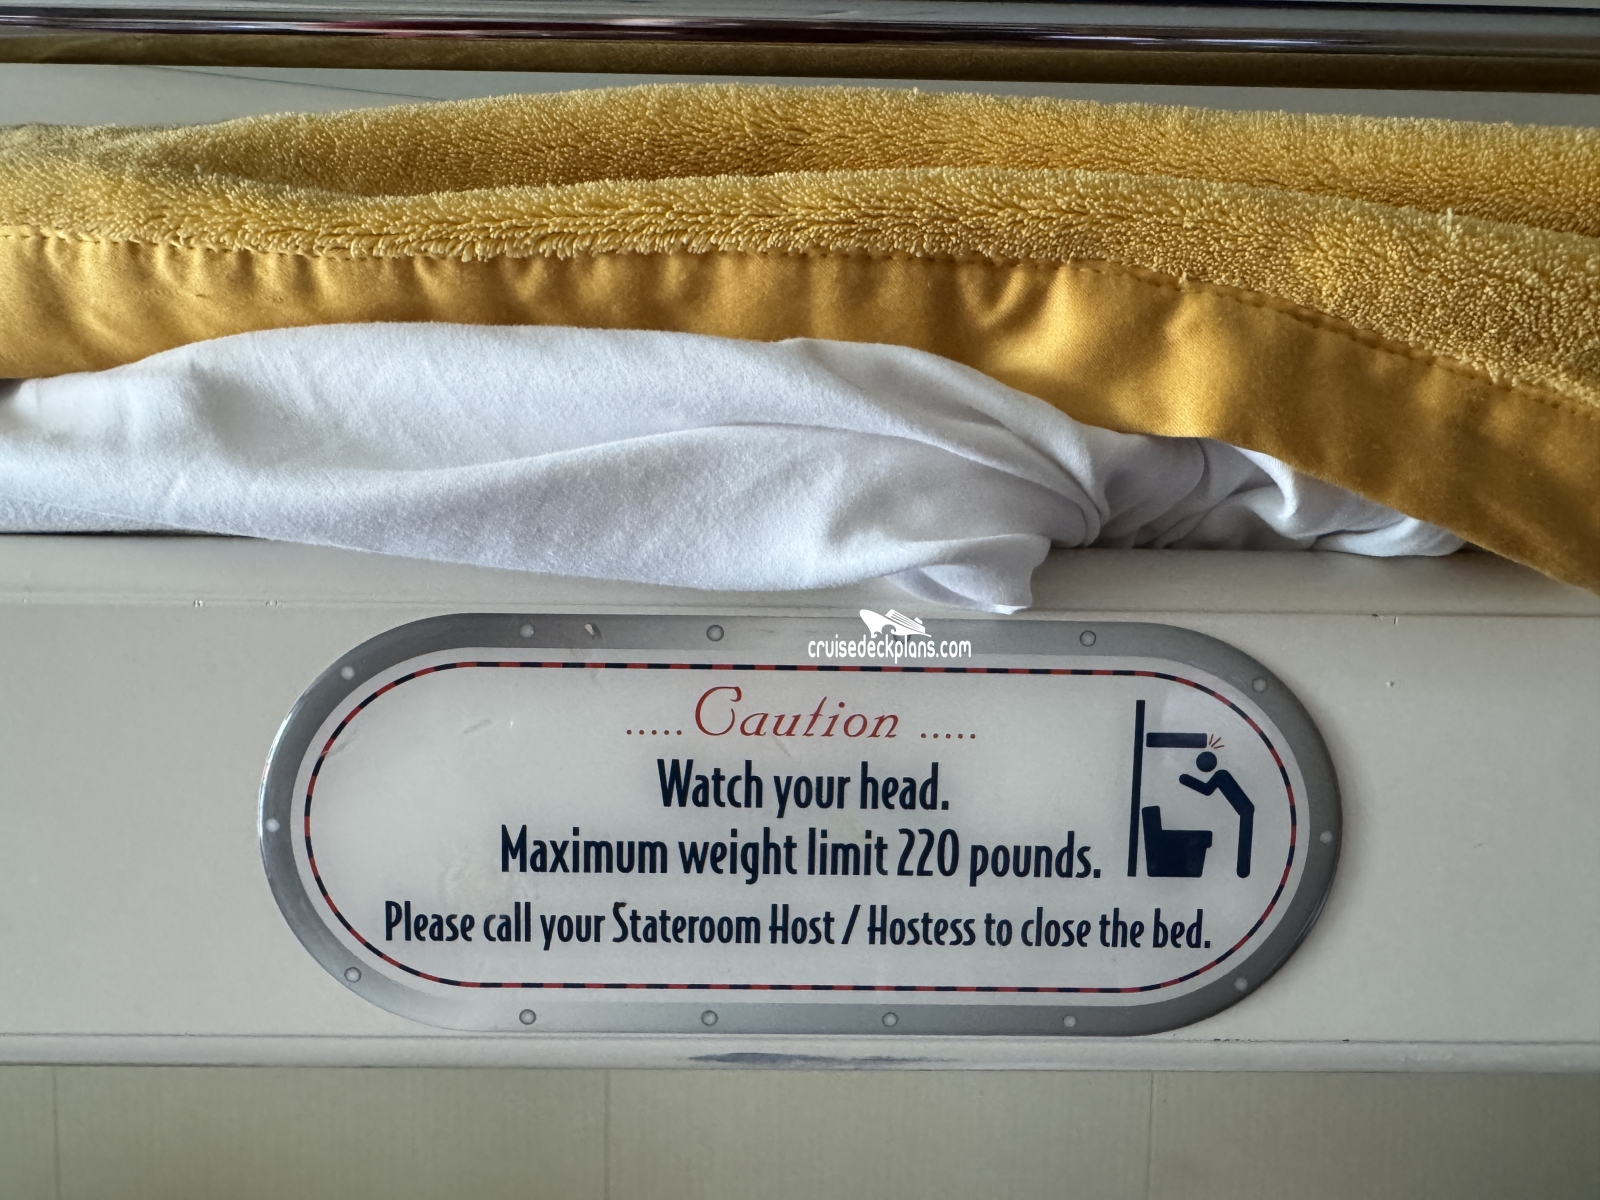 cruisedeckplans.com
.....Caution .....
Watch your head.
Maximum weight limit 220 pounds.
Please call your Stateroom Host / Hostess to close the bed.